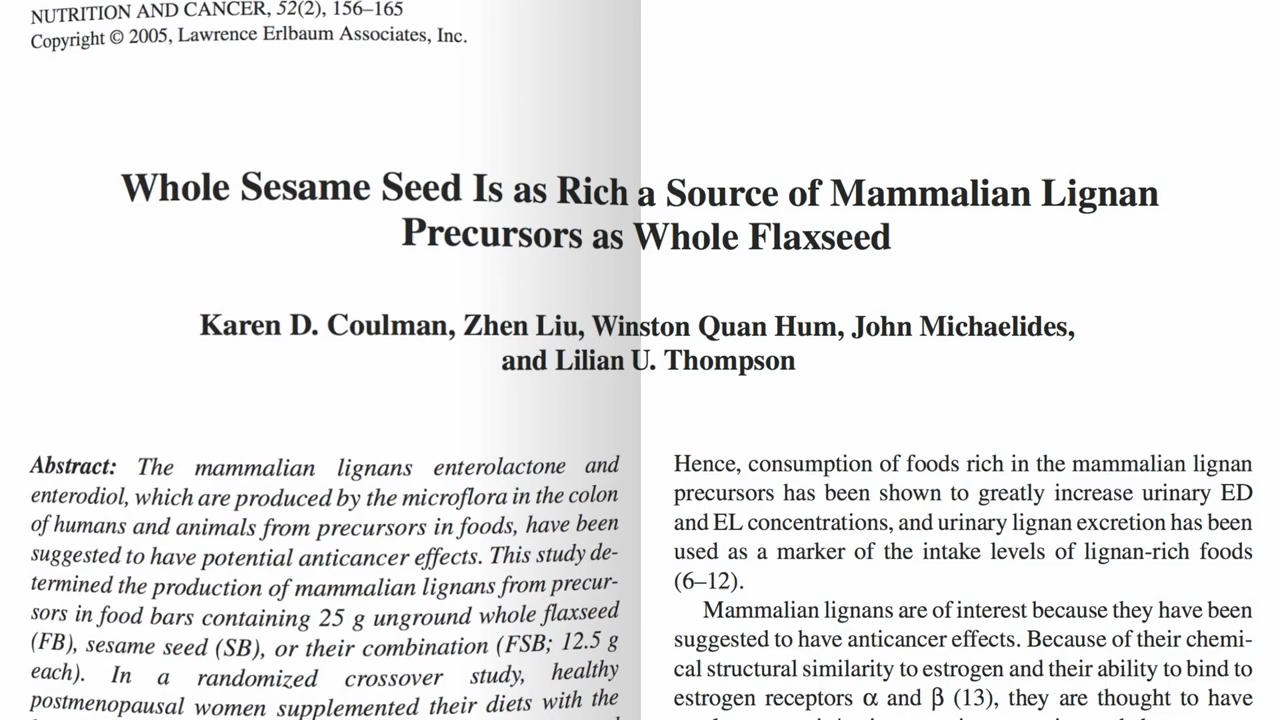 NUTRITION AND CANCER, 52(2), 156–165
Copyright © 2005, Lawrence Erlbaum Associates, Inc.
Whole Sesame Seed Is as Rich a Source of Mammalian Lignan
Precursors as Whole Flaxseed
Karen D. Coulman, Zhen Liu, Winston Quan Hum, John Michaelides,
and Lilian U. Thompson
Abstract: The mammalian lignans enterolactone and
enterodiol, which are produced by the microflora in the colon
of humans and animals from precursors in foods, have been
suggested to have potential anticancer effects. This study de-
termined the production of mammalian lignans from precur-
sors in food bars containing 25 g unground whole flaxseed
(FB), sesame seed (SB), or their combination (FSB; 12.5 g
each). In a randomized crossover study, healthy
postmenopausal women supplemented their diets with the
Hence, consumption of foods rich in the mammalian lignan
precursors has been shown to greatly increase urinary ED
and EL concentrations, and urinary lignan excretion has been
used as a marker of the intake levels of lignan-rich foods
(6–12).
Mammalian lignans are of interest because they have been
suggested to have anticancer effects. Because of their chemi-
cal structural similarity to estrogen and their ability to bind to
estrogen receptors α and β (13), they are thought to have